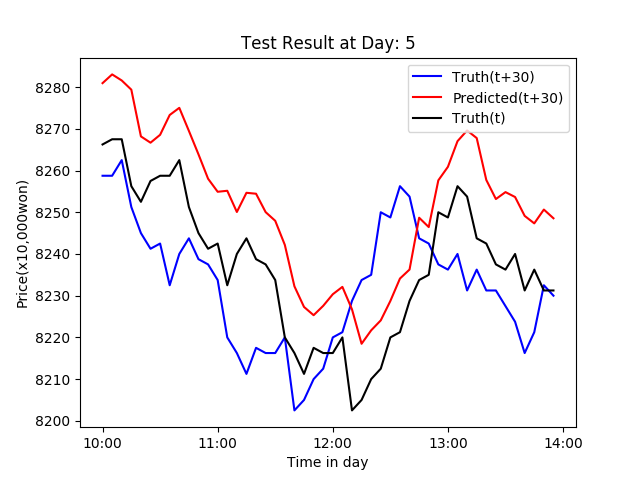 Test Result at Day: 5
Truth(t+30)
Predicted(t+30)
Truth(t)
Price(x10,000won)
8280
8270
8260
8250
8240
8230
8220
8210
8200
10:00 11:00 12:00 13:00 14:00
Time in day